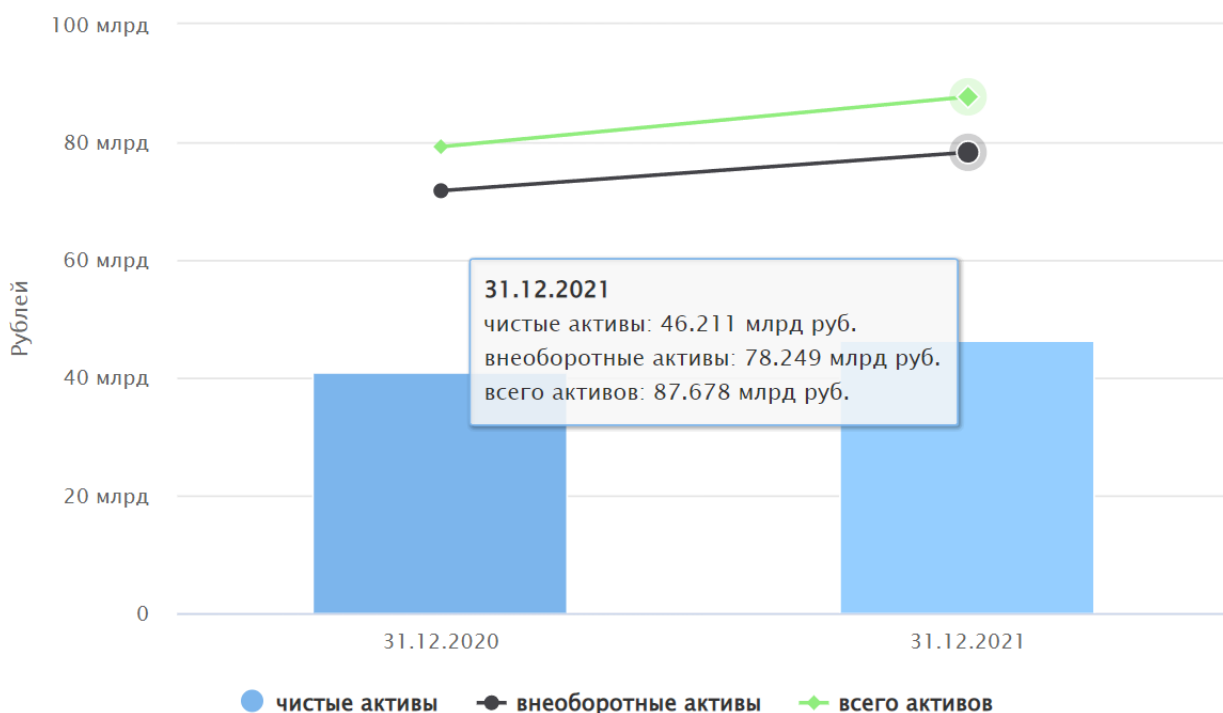 100 млрд
80 млрд
60 млрд
40 млрд
20 млрд
0
Рублей
31.12.2021
чистые активы: 46.211 млрд руб.
внеоборотные активы: 78.249 млрд руб.
всего активов: 87.678 млрд руб.
31.12.2020
31.12.2021
чистые активы
внеоборотные активы
всего активов